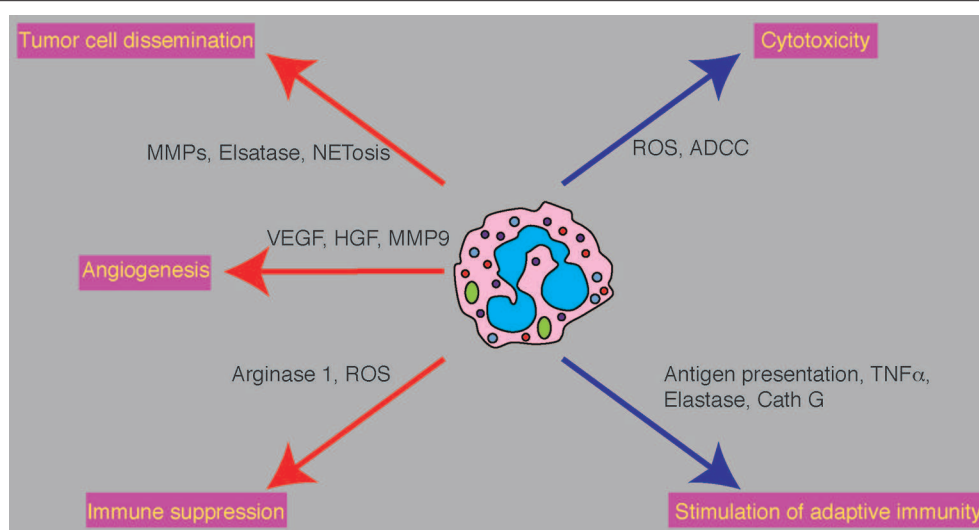 Tumor cell dissemination
Cytotoxicity
MMPs, Elsatase, NETosis
ROS, ADCC
VEGF, HGF, MMP9
Angiogenesis
Arginase 1, ROS
Antigen presentation, TNFα,
Elastase, Cath G
Immune suppression
Stimulation of adaptive immunity